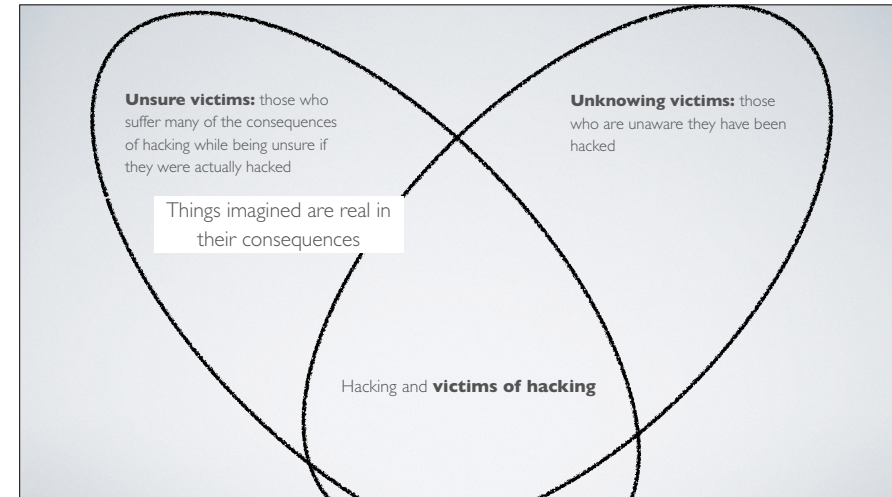 Unsure victims: those who
suffer many of the consequences
of hacking while being unsure if
they were actually hacked
Unknowing victims: those
who are unaware they have been
hacked
Things imagined are real in
their consequences
Hacking and victims of hacking